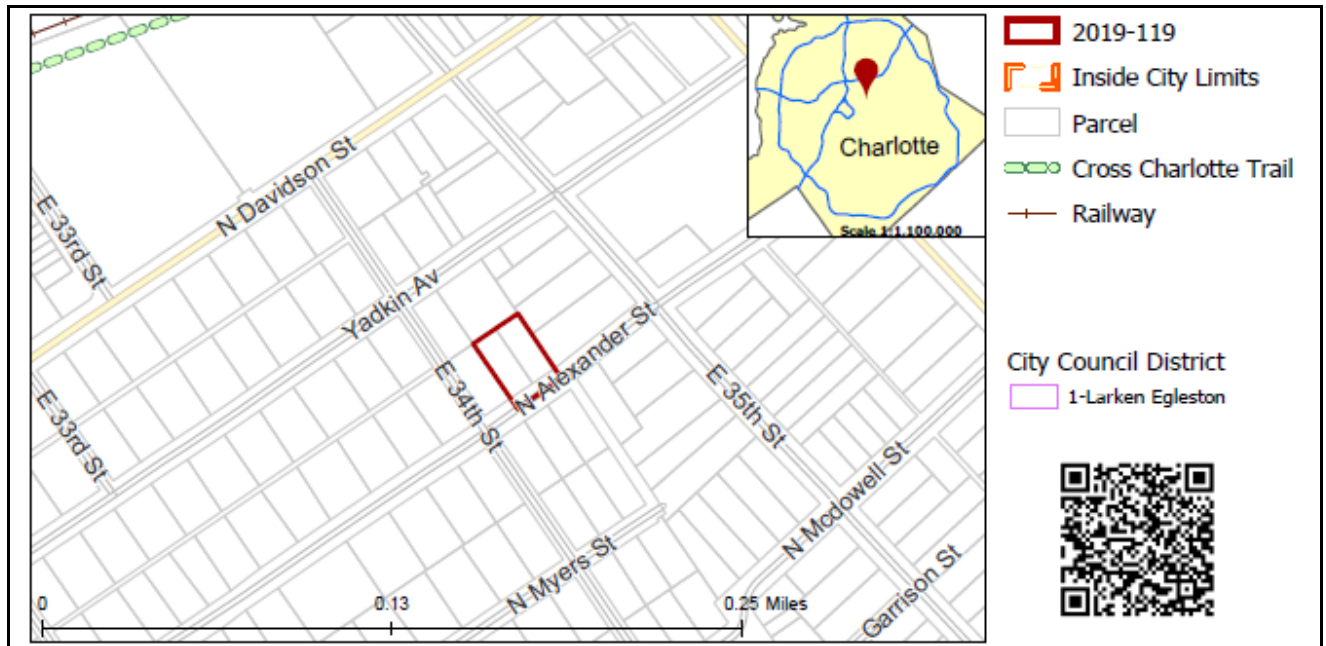 N Davidson St
E 33rd St
Yadkin Av
E 34th St
N Alexander St
E 35th St
E 33rd St
N Myers St
N Mcdowell St
Garrison St
0
0.13
0.25 Miles
Charlotte
Scale 1:1,100,000
2019-119
Inside City Limits
Parcel
Cross Charlotte Trail
Railway
City Council District
1-Larken Egleston